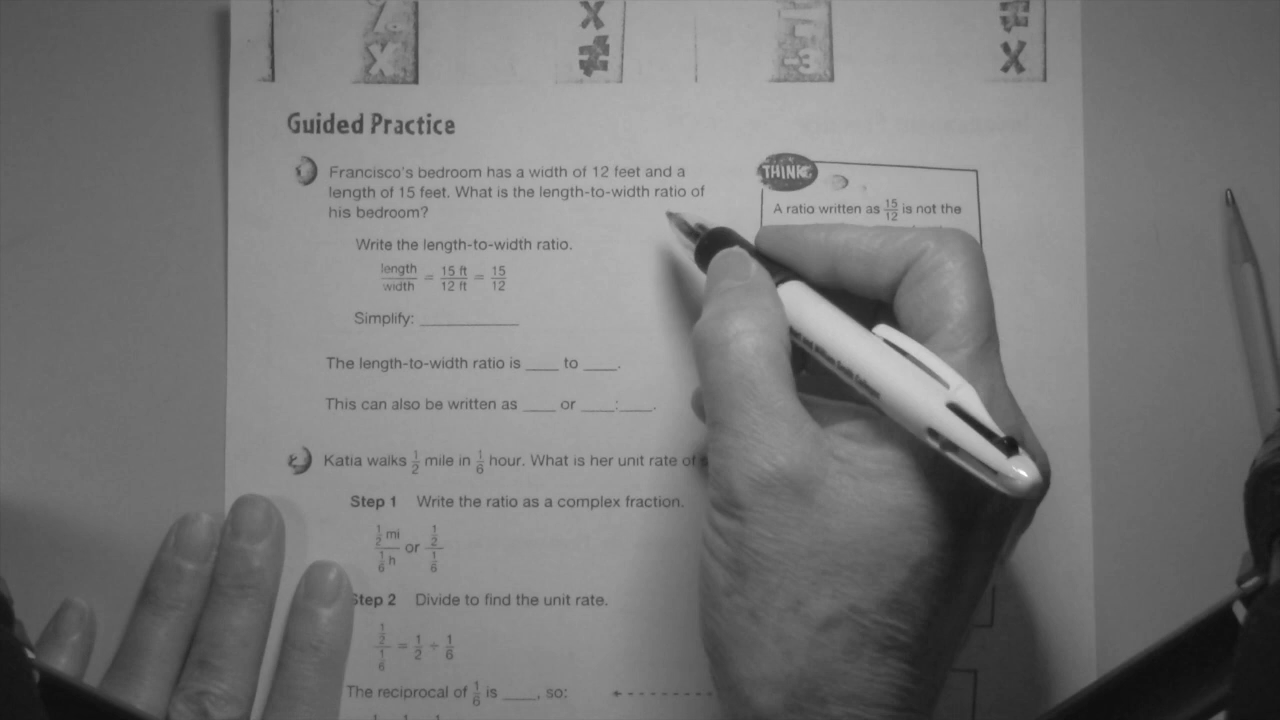 Guided Practice
Francisco's bedroom has a width of 12 feet and a
length of 15 feet. What is the length-to-width ratio of
his bedroom?
Write the length-to-width ratio.
length/width = 15 ft/12 ft = 15/12
Simplify: ___________
The length-to-width ratio is ____ to ____.
This can also be written as ____ or ____:____.
THINK
A ratio written as 15/12 is not the
2 Katia walks 1/2 mile in 1/6 hour. What is her unit rate of
Step 1 Write the ratio as a complex fraction.
1/2 mi / 1/6 h or 1/2 / 1/6
Step 2 Divide to find the unit rate.
1/2 / 1/6 = 1/2 ÷ 1/6
The reciprocal of 1/6 is ____, so: